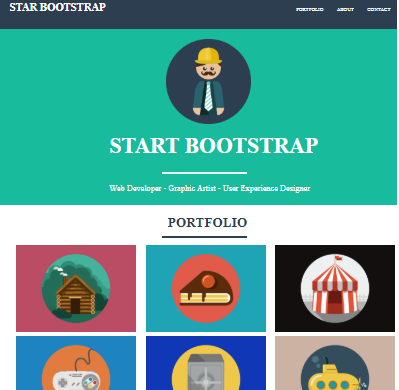 STAR BOOTSTRAP
PORTFOLIO ABOUT CONTACT
START BOOTSTRAP
Web Developer - Graphic Artist - User Experience Designer
PORTFOLIO